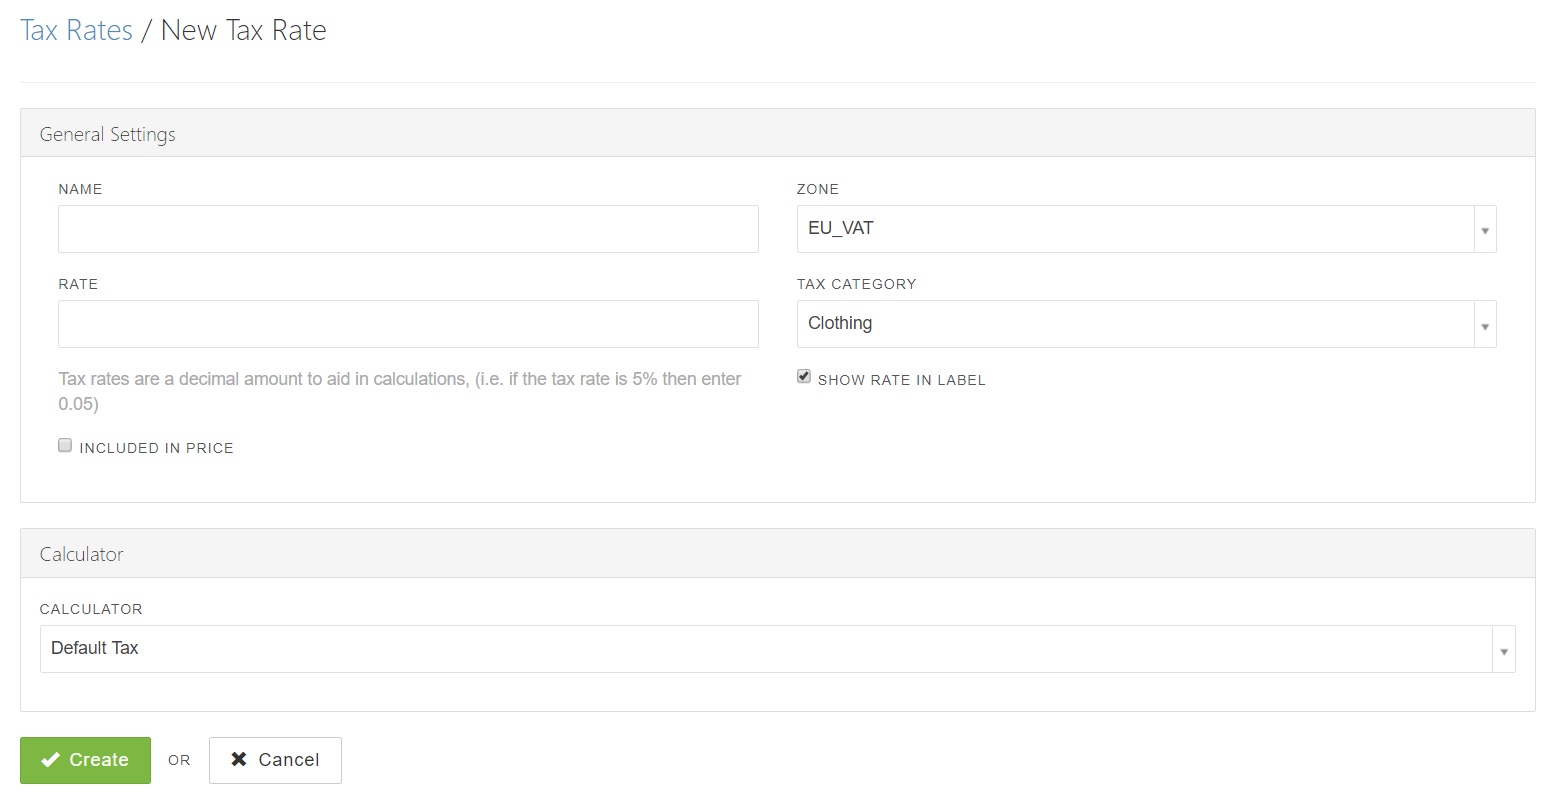 Tax Rates / New Tax Rate
General Settings
NAME
ZONE
EU_VAT
RATE
TAX CATEGORY
Clothing
Tax rates are a decimal amount to aid in calculations, (i.e. if the tax rate is 5% then enter
0.05)
SHOW RATE IN LABEL
INCLUDED IN PRICE
Calculator
CALCULATOR
Default Tax
Create OR Cancel